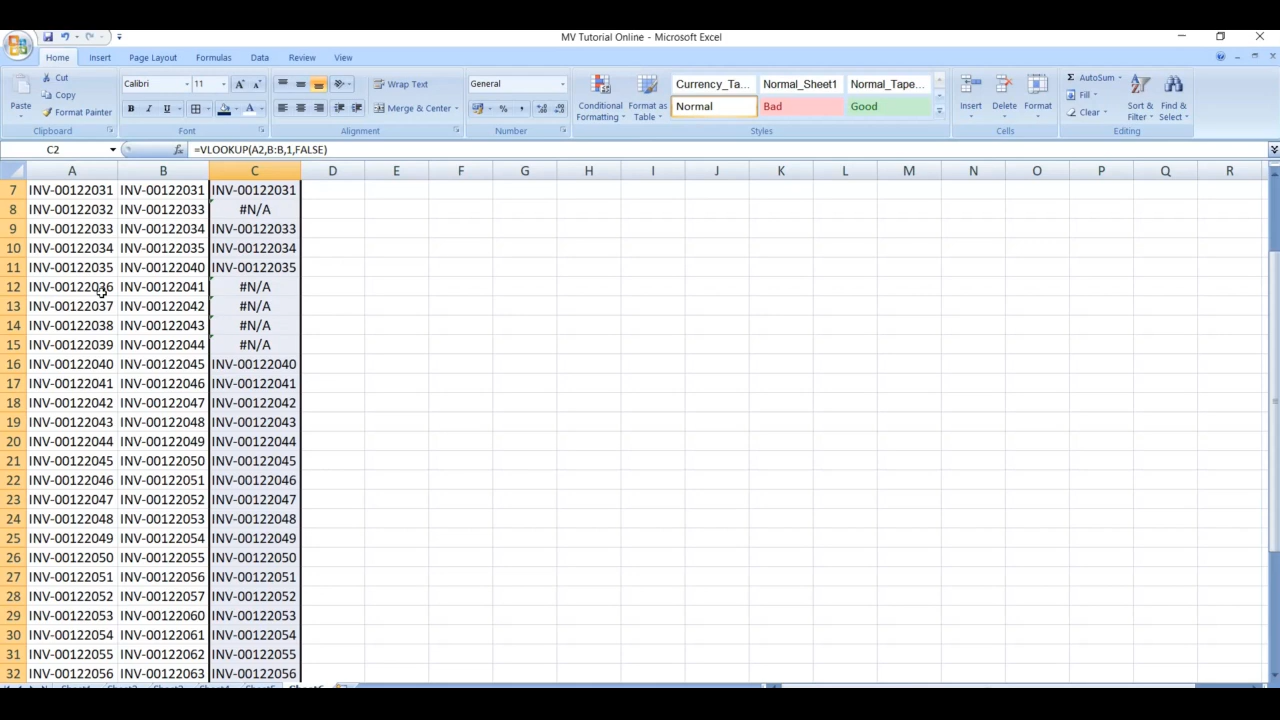 MV Tutorial Online - Microsoft Excel
Home Insert Page Layout Formulas Data Review View
Cut
Copy
Format Painter
Paste
Clipboard
Calibri 11
B I U
Font
Wrap Text
Merge & Center
Alignment
General
$ % ,
Number
Conditional Formatting
Format as Table
Currency_Ta... Normal_Sheet1 Normal_Tape...
Normal Bad Good
Styles
Insert Delete Format
Cells
AutoSum
Fill
Clear
Sort & Filter
Find & Select
Editing
C2 fx =VLOOKUP(A2,B:B,1,FALSE)
A B C D E F G H I J K L M N O P Q R
7 INV-00122031 INV-00122031 INV-00122031
8 INV-00122032 INV-00122033 #N/A
9 INV-00122033 INV-00122034 INV-00122033
10 INV-00122034 INV-00122035 INV-00122034
11 INV-00122035 INV-00122040 INV-00122035
12 INV-00122036 INV-00122041 #N/A
13 INV-00122037 INV-00122042 #N/A
14 INV-00122038 INV-00122043 #N/A
15 INV-00122039 INV-00122044 #N/A
16 INV-00122040 INV-00122045 INV-00122040
17 INV-00122041 INV-00122046 INV-00122041
18 INV-00122042 INV-00122047 INV-00122042
19 INV-00122043 INV-00122048 INV-00122043
20 INV-00122044 INV-00122049 INV-00122044
21 INV-00122045 INV-00122050 INV-00122045
22 INV-00122046 INV-00122051 INV-00122046
23 INV-00122047 INV-00122052 INV-00122047
24 INV-00122048 INV-00122053 INV-00122048
25 INV-00122049 INV-00122054 INV-00122049
26 INV-00122050 INV-00122055 INV-00122050
27 INV-00122051 INV-00122056 INV-00122051
28 INV-00122052 INV-00122057 INV-00122052
29 INV-00122053 INV-00122060 INV-00122053
30 INV-00122054 INV-00122061 INV-00122054
31 INV-00122055 INV-00122062 INV-00122055
32 INV-00122056 INV-00122063 INV-00122056